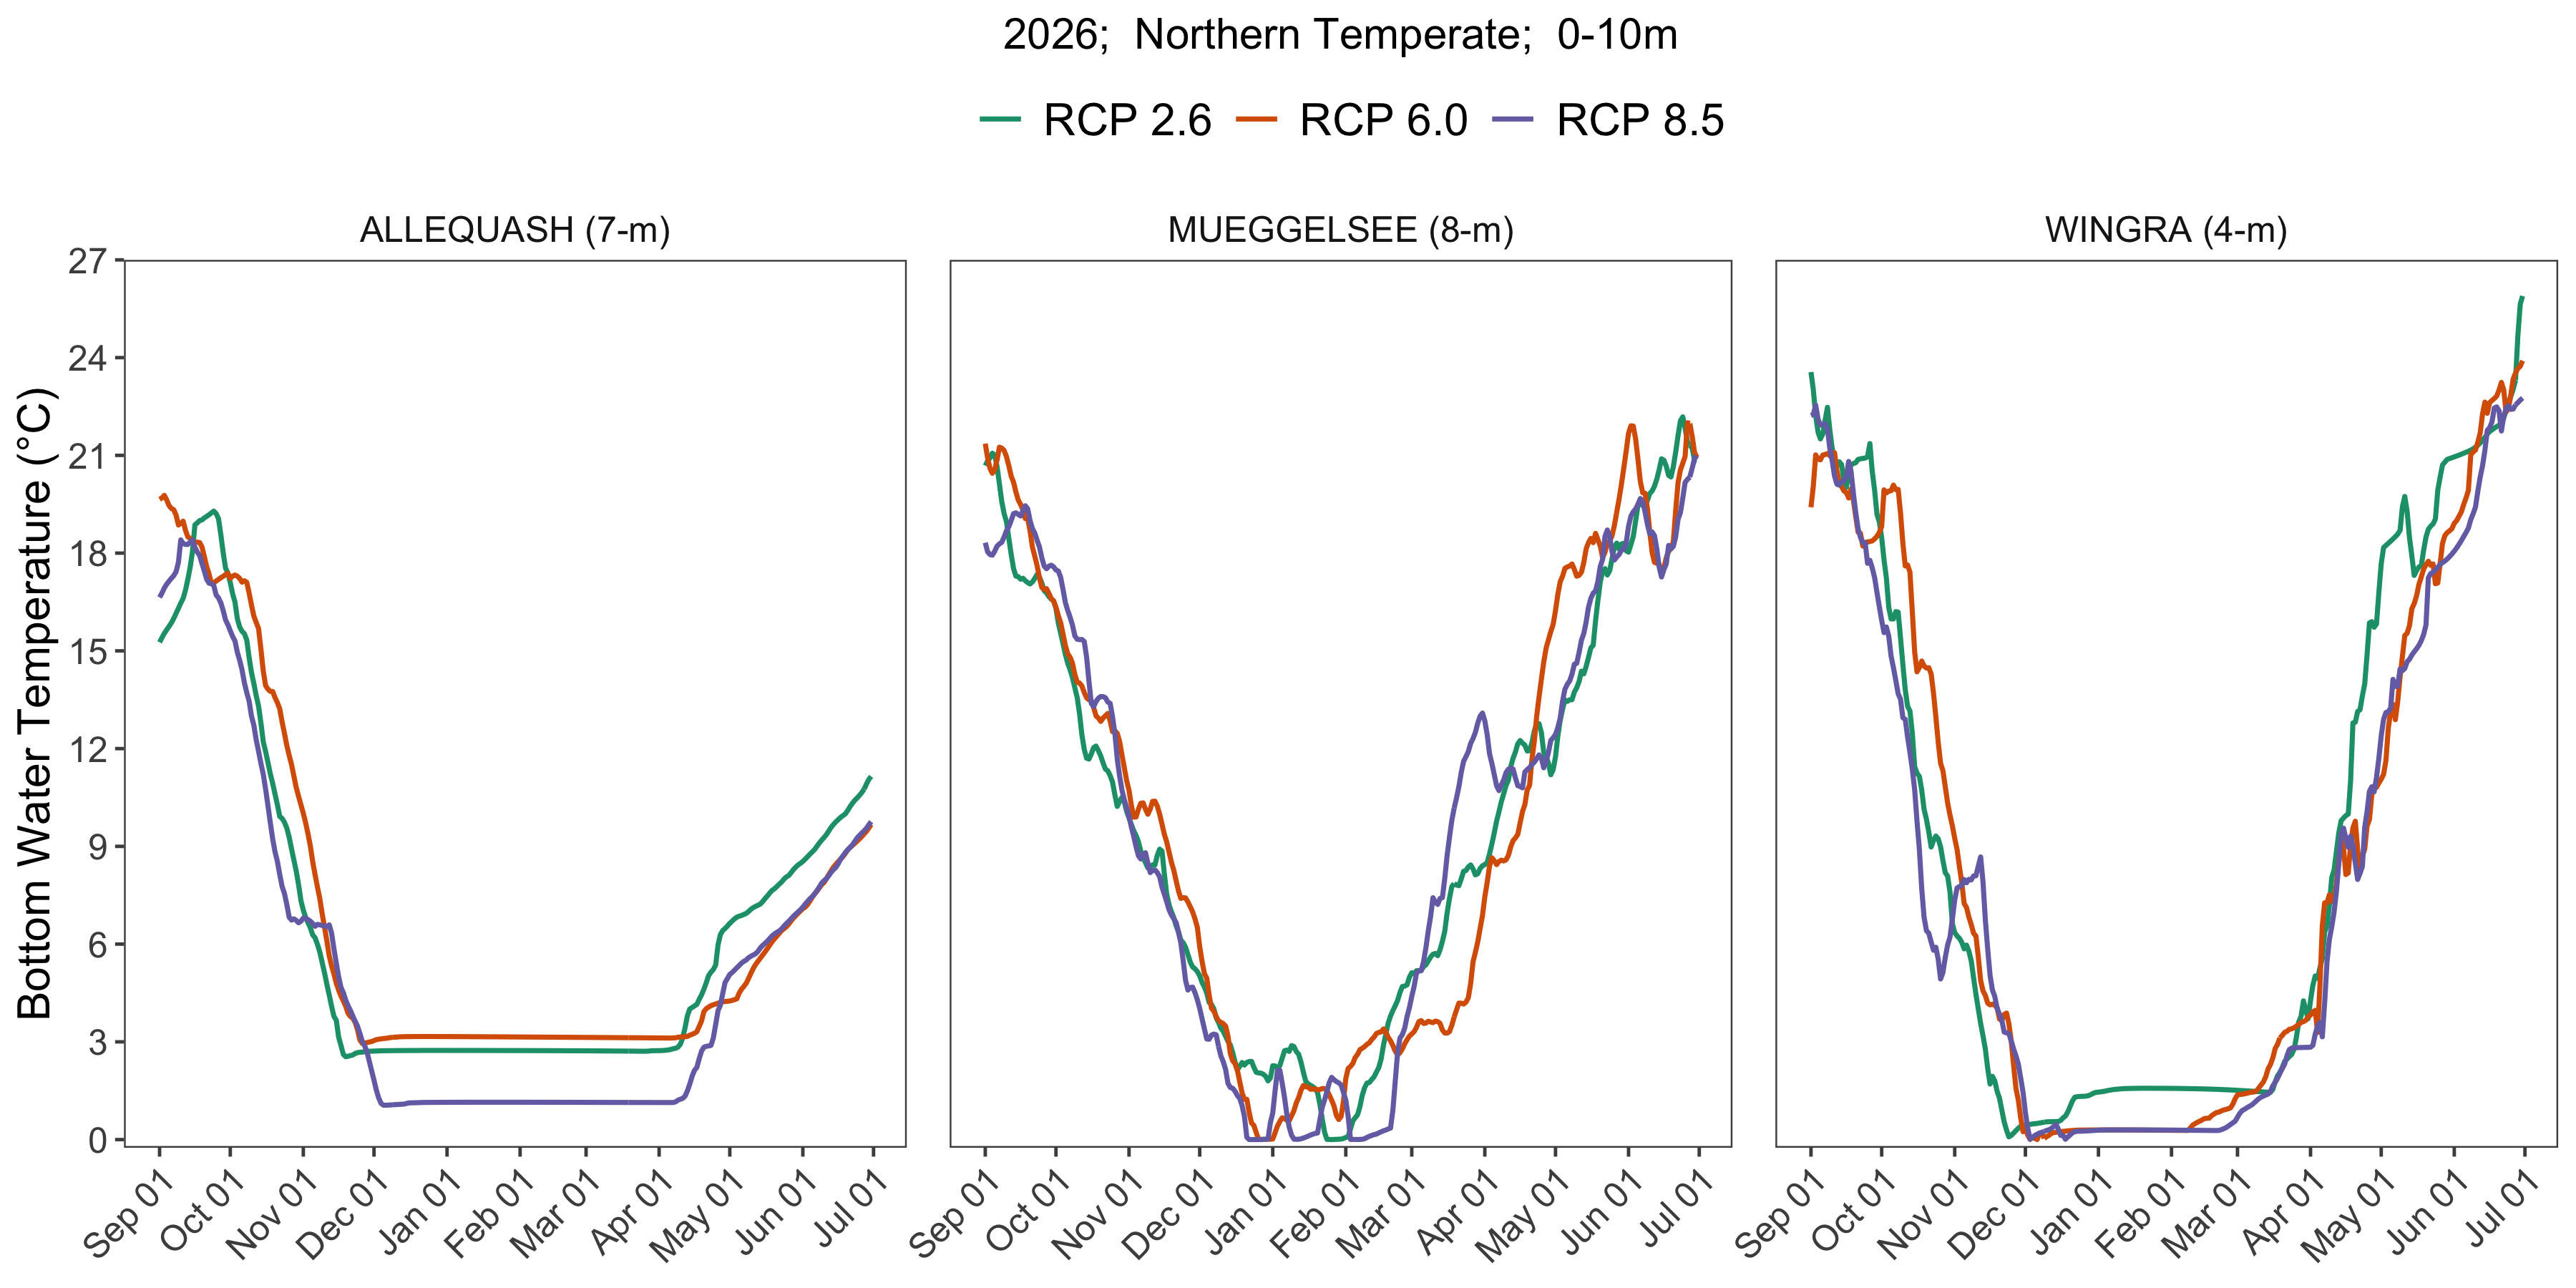 2026;  Northern Temperate;  0-10m
RCP 2.6 RCP 6.0 RCP 8.5
ALLEQUASH (7-m) MUEGGELSEE (8-m) WINGRA (4-m)
Bottom Water Temperature (°C)
27
24
21
18
15
12
9
6
3
0
Sep 01 Oct 01 Nov 01 Dec 01 Jan 01 Feb 01 Mar 01 Apr 01 May 01 Jun 01 Jul 01 Sep 01 Oct 01 Nov 01 Dec 01 Jan 01 Feb 01 Mar 01 Apr 01 May 01 Jun 01 Jul 01 Sep 01 Oct 01 Nov 01 Dec 01 Jan 01 Feb 01 Mar 01 Apr 01 May 01 Jun 01 Jul 01